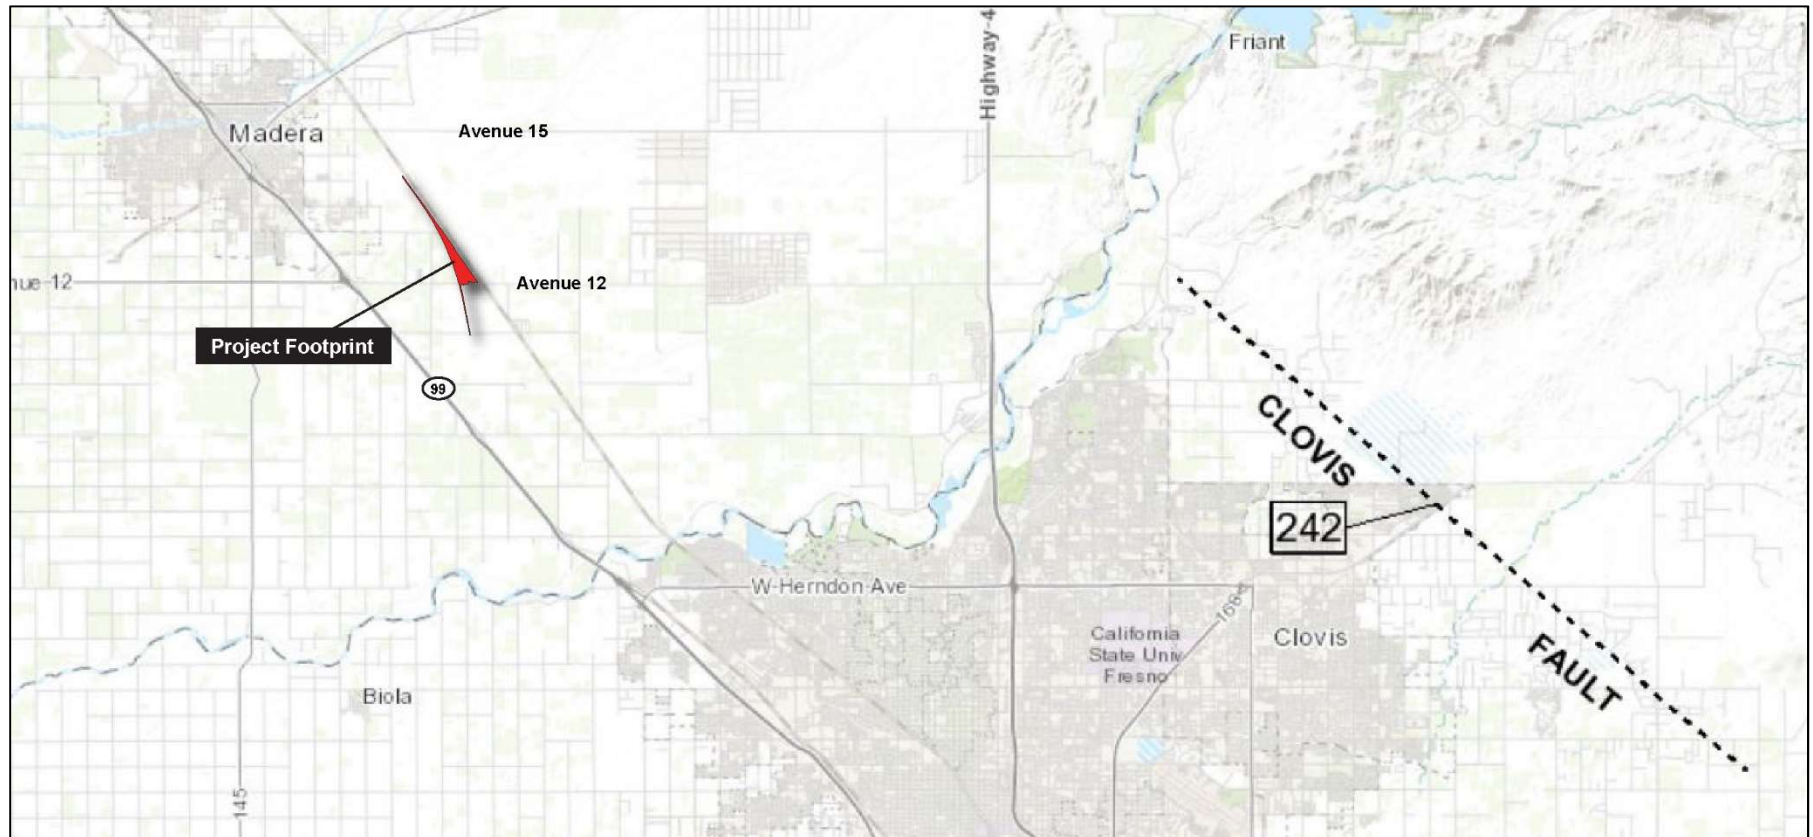 Highway-4
Friant
Madera
Avenue 15
nue-12
Avenue 12
Project Footprint
99
CLOVIS
242
W-Herndon-Ave
168
California
State Univ
Fresno
Clovis
FAULT
Biola
145